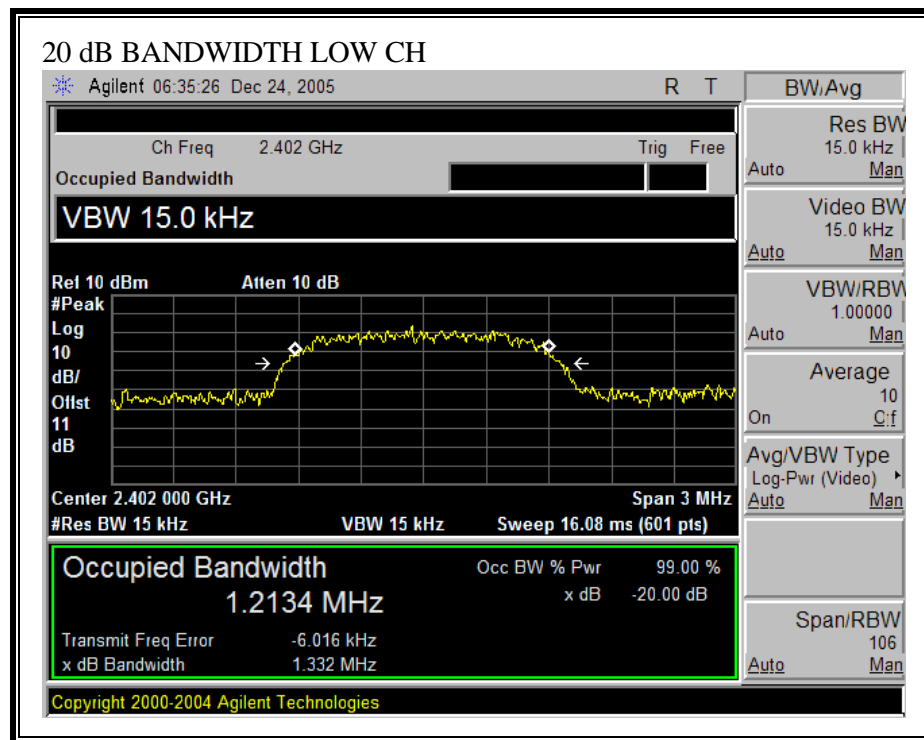 20 dB BANDWIDTH LOW CH
Agilent 06:35:26 Dec 24, 2005 R T
BW/Avg
Ch Freq 2.402 GHz Trig Free
Occupied Bandwidth
VBW 15.0 kHz
Ref 10 dBm Atten 10 dB
#Peak
Log
10
dB/
Offst
11
dB
Center 2.402 000 GHz Span 3 MHz
#Res BW 15 kHz VBW 15 kHz Sweep 16.08 ms (601 pts)
Occupied Bandwidth
1.2134 MHz
Occ BW % Pwr 99.00 %
x dB -20.00 dB
Transmit Freq Error -6.016 kHz
x dB Bandwidth 1.332 MHz
Copyright 2000-2004 Agilent Technologies
Res BW
15.0 kHz
Auto Man
Video BW
15.0 kHz
Auto Man
VBW/RBW
1.00000
Auto Man
Average
10
On Off
Avg/VBW Type
Log-Pwr (Video)
Auto Man
Span/RBW
106
Auto Man